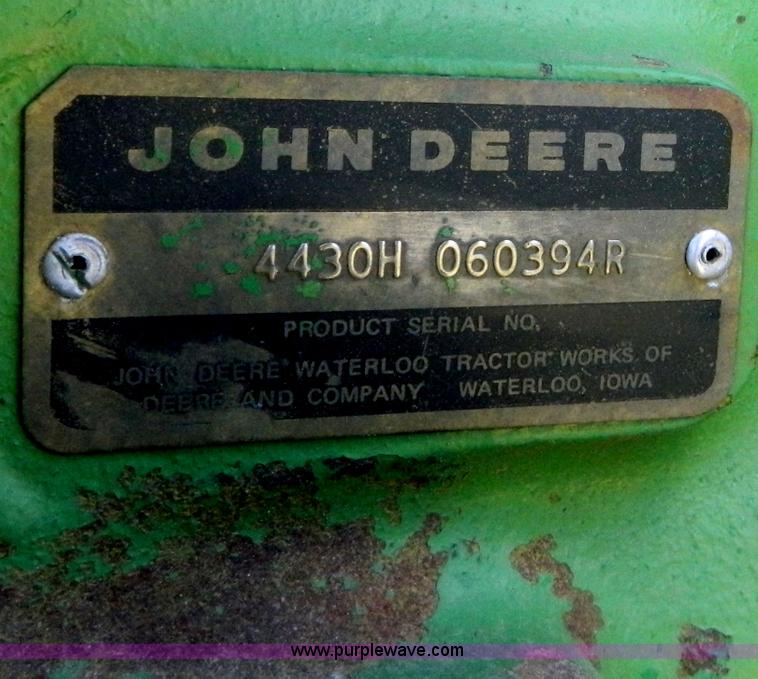 JOHN DEERE
4430H 060394R
PRODUCT SERIAL NO.
JOHN DEERE WATERLOO TRACTOR WORKS OF
DEERE AND COMPANY WATERLOO, IOWA
www.purplewave.com